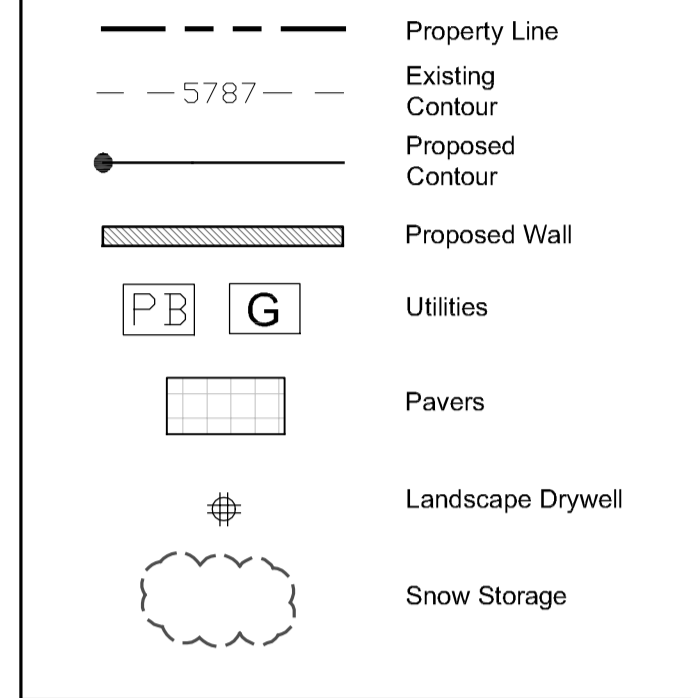 Property Line
5787
Existing
Contour
Proposed
Contour
Proposed Wall
PB G
Utilities
Pavers
Landscape Drywell
Snow Storage